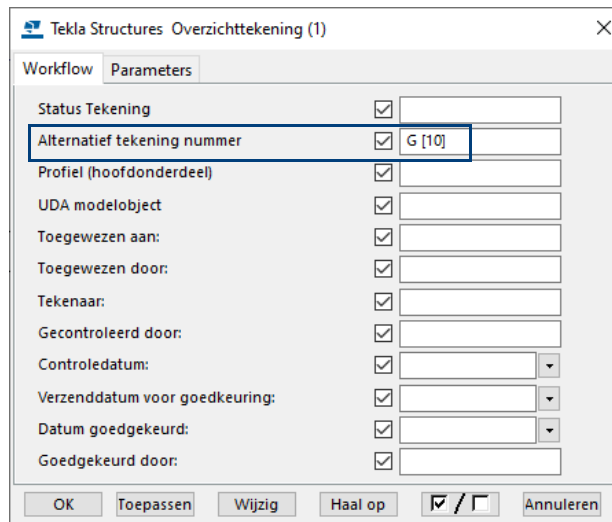 Tekla Structures Overzichttekening (1)
Workflow Parameters
Status Tekening
Alternatief tekening nummer G [10]
Profiel (hoofdonderdeel)
UDA modelobject
Toegewezen aan:
Toegewezen door:
Tekenaar:
Gecontroleerd door:
Controledatum:
Verzenddatum voor goedkeuring:
Datum goedgekeurd:
Goedgekeurd door:
OK Toepassen Wijzig Haal op / Annuleren